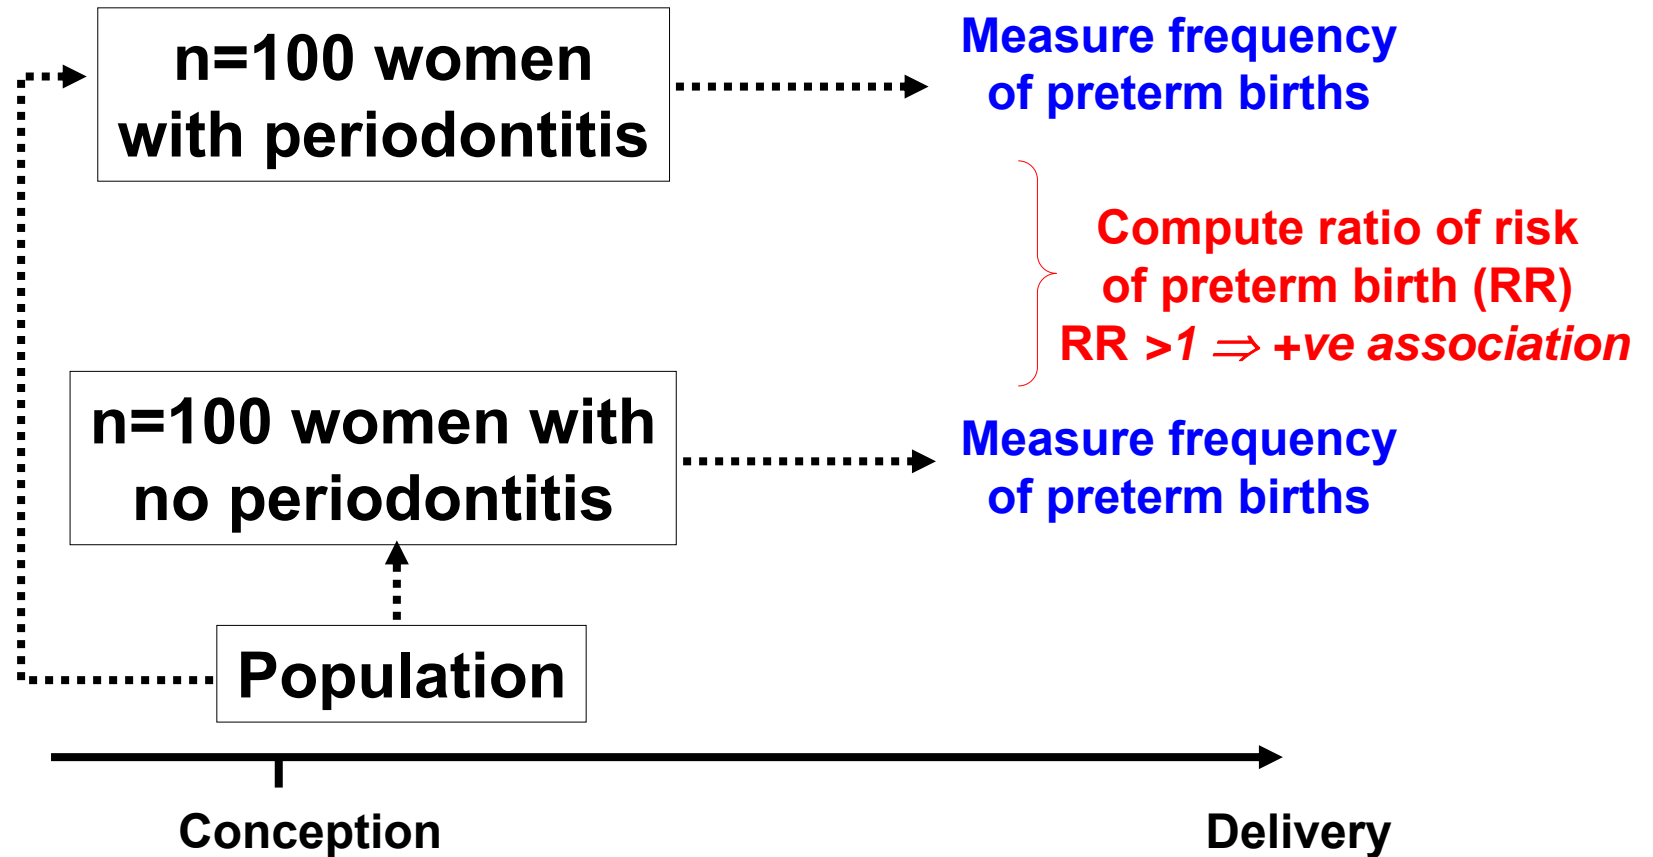 n=100 women
with periodontitis
Measure frequency
of preterm births
Compute ratio of risk
of preterm birth (RR)
RR >1 ⇒ +ve association
n=100 women with
no periodontitis
Measure frequency
of preterm births
Population
Conception
Delivery